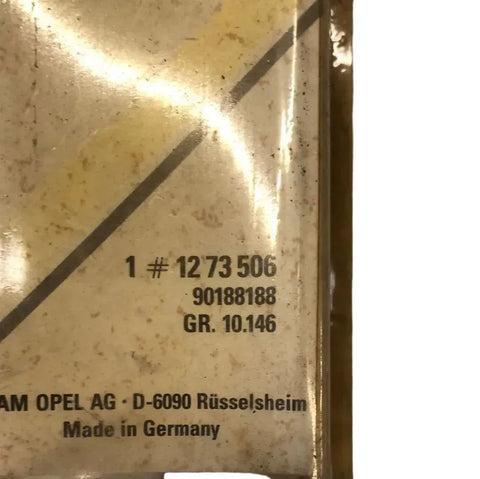 1 # 12 73 506
90188188
GR. 10.146
AM OPEL AG · D-6090 Rüsselsheim
Made in Germany